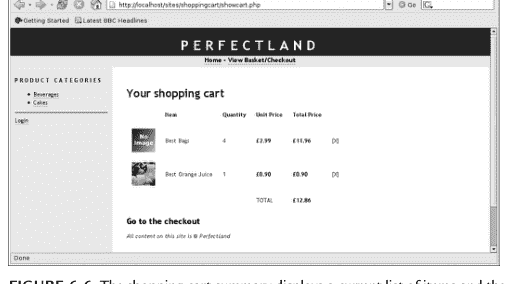 http://localhost/sites/shoppingcart/showcart.php
Go
Getting Started Latest BBC Headlines
PERFECTLAND
Home - View Basket/Checkout
PRODUCT CATEGORIES
Beverages
Cakes
Login
Your shopping cart
Item Quantity Unit Price Total Price
No Image Best Bags 4 £2.99 £11.96 [X]
Best Orange Juice 1 £0.90 £0.90 [X]
TOTAL £12.86
Go to the checkout
All content on this site is © Perfectland
Done
FIGURE 6-6 The shopping cart summary displays a current list of items and the